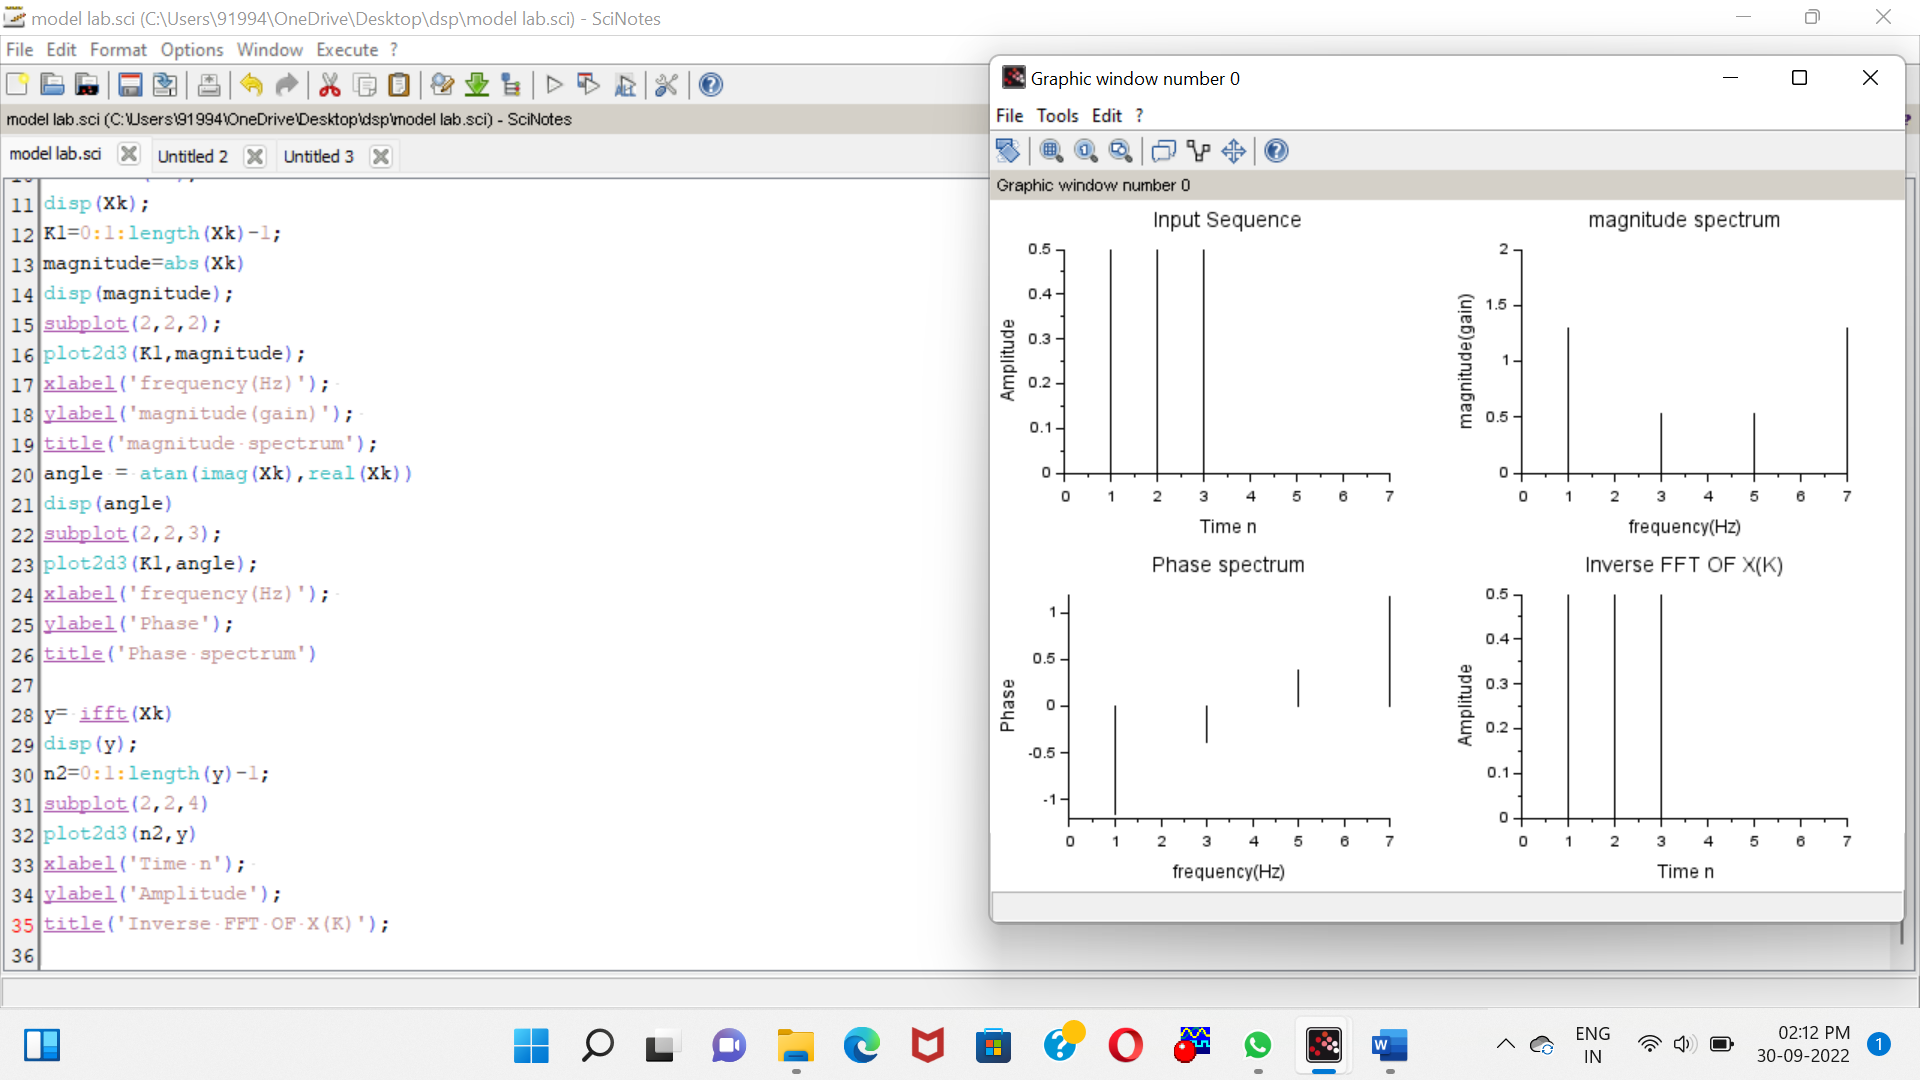 model lab.sci (C:\Users\91994\OneDrive\Desktop\dsp\model lab.sci) - SciNotes
File Edit Format Options Window Execute ?
model lab.sci (C:\Users\91994\OneDrive\Desktop\dsp\model lab.sci) - SciNotes
model lab.sci Untitled 2 Untitled 3
11 disp(Xk);
12 K1=0:1:length(Xk)-1;
13 magnitude=abs(Xk)
14 disp(magnitude);
15 subplot(2,2,2);
16 plot2d3(K1,magnitude);
17 xlabel('frequency(Hz)');
18 ylabel('magnitude(gain)');
19 title('magnitude spectrum');
20 angle = atan(imag(Xk),real(Xk))
21 disp(angle)
22 subplot(2,2,3);
23 plot2d3(K1,angle);
24 xlabel('frequency(Hz)');
25 ylabel('Phase');
26 title('Phase spectrum')
27
28 y= ifft(Xk)
29 disp(y);
30 n2=0:1:length(y)-1;
31 subplot(2,2,4)
32 plot2d3(n2,y)
33 xlabel('Time n');
34 ylabel('Amplitude');
35 title('Inverse FFT OF X(K)');
36
Graphic window number 0
File Tools Edit ?
Graphic window number 0
Input Sequence
Amplitude
0.5
0.4
0.3
0.2
0.1
0
0 1 2 3 4 5 6 7
Time n
magnitude spectrum
magnitude(gain)
2
1.5
1
0.5
0
0 1 2 3 4 5 6 7
frequency(Hz)
Phase spectrum
Phase
1
0.5
0
-0.5
-1
0 1 2 3 4 5 6 7
frequency(Hz)
Inverse FFT OF X(K)
Amplitude
0.5
0.4
0.3
0.2
0.1
0
0 1 2 3 4 5 6 7
Time n
ENG
IN
02:12 PM
30-09-2022
1